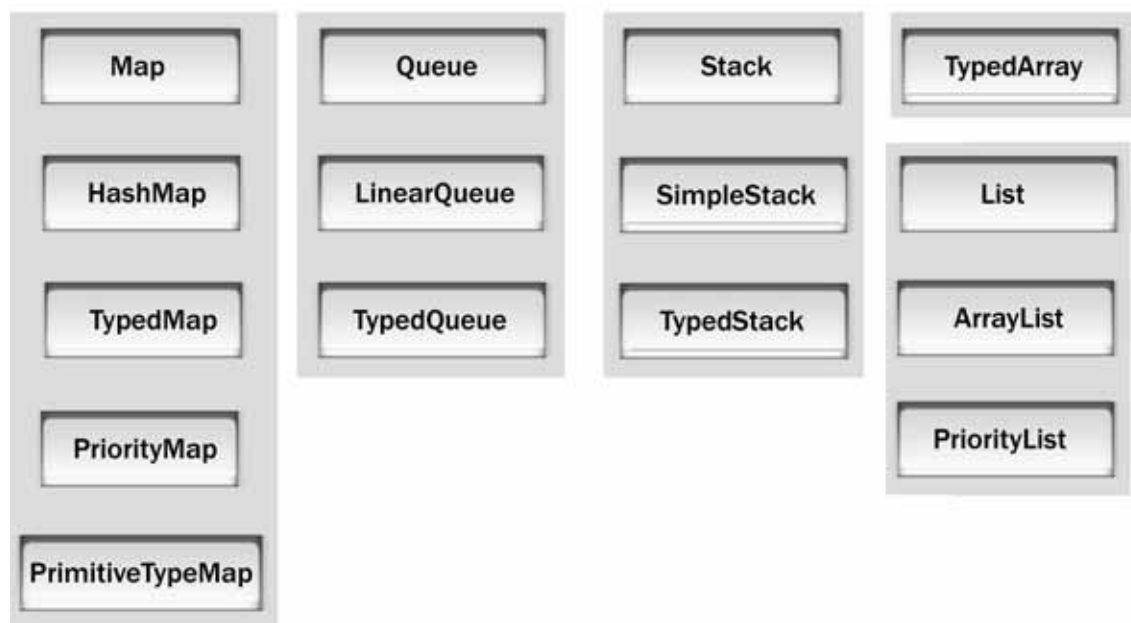 Map
HashMap
TypedMap
PriorityMap
PrimitiveTypeMap
Queue
LinearQueue
TypedQueue
Stack
SimpleStack
TypedStack
TypedArray
List
ArrayList
PriorityList